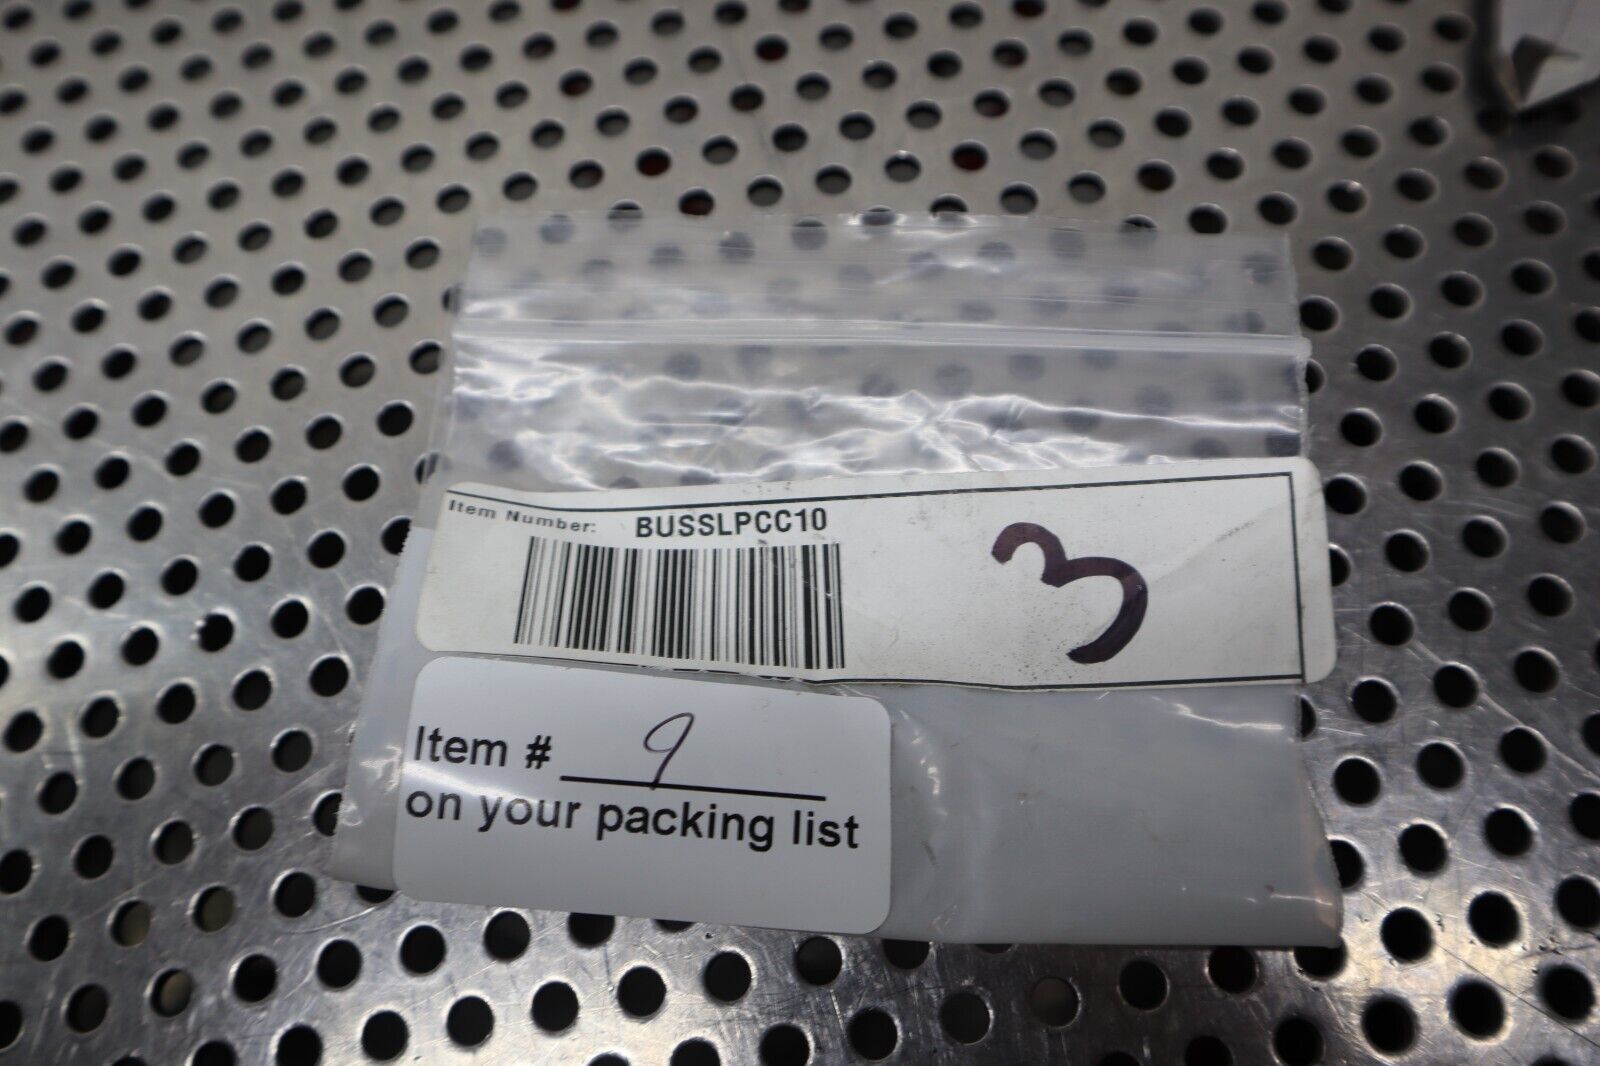 Item Number: BUSSLPCC10
3
Item # 9
on your packing list